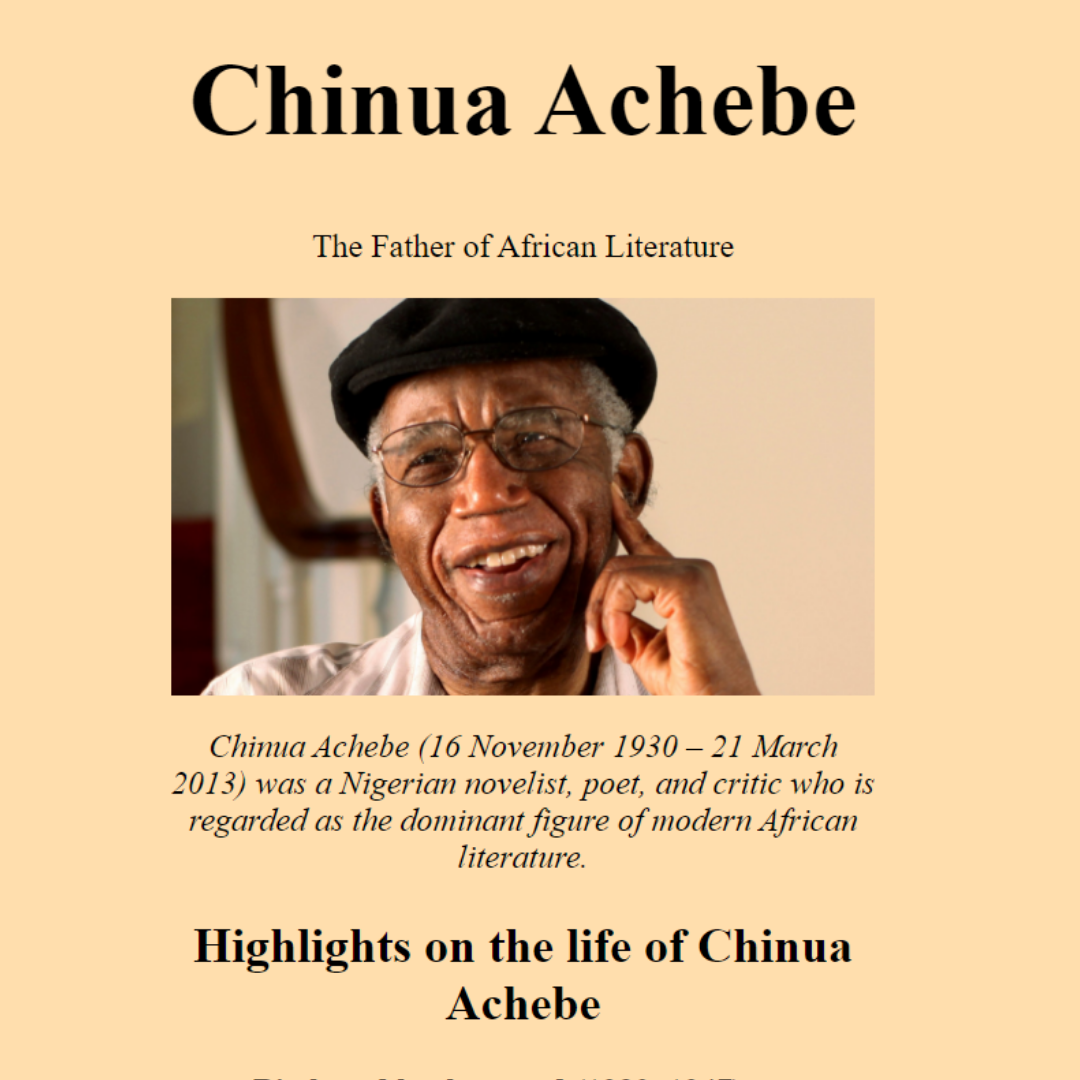 Chinua Achebe
The Father of African Literature
Chinua Achebe (16 November 1930 – 21 March
2013) was a Nigerian novelist, poet, and critic who is
regarded as the dominant figure of modern African
literature.
Highlights on the life of Chinua
Achebe